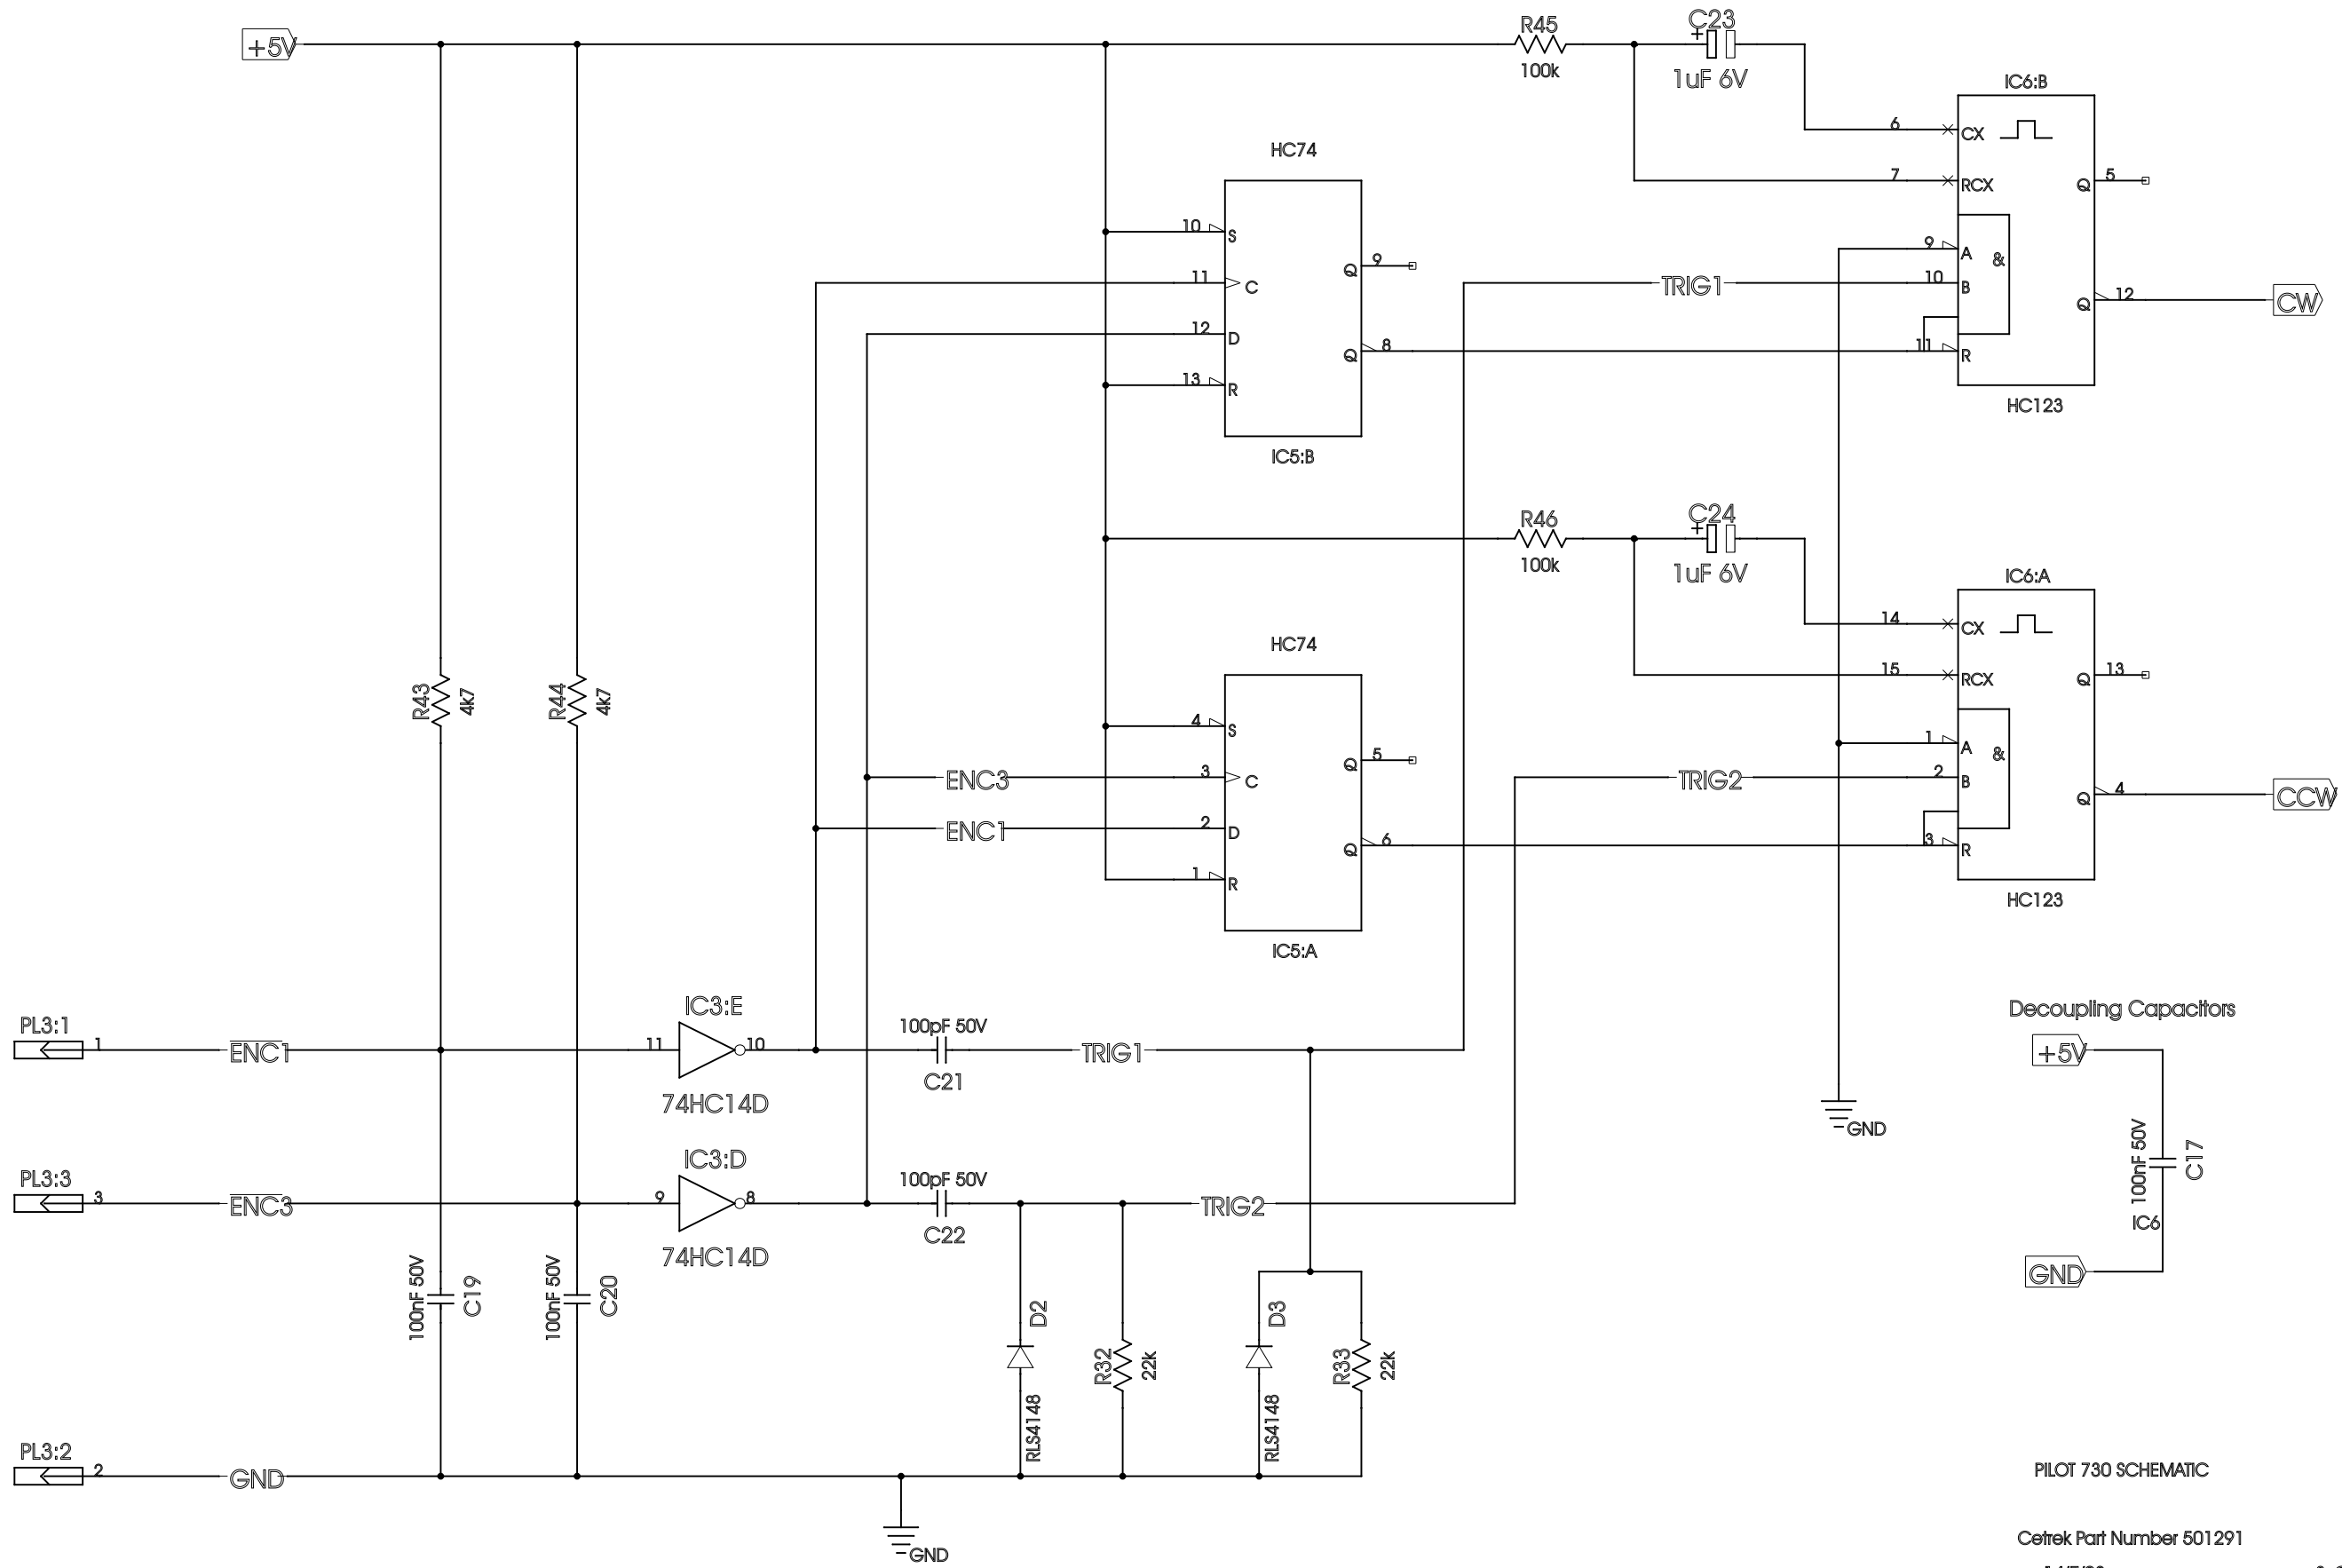 +5V
R45
100k
C23
+
1uF 6V
IC6:B
6
CX
7
RCX
Q
5
9
A
&
10
B
Q
12
CW
11
R
HC123
HC74
10
S
11
C
12
D
13
R
Q
9
Q
8
IC5:B
TRIG1
R46
100k
C24
+
1uF 6V
IC6:A
14
CX
15
RCX
Q
13
1
A
&
2
B
Q
4
CCW
3
R
HC123
HC74
4
S
ENC3
3
C
ENC1
2
D
1
R
Q
5
Q
6
IC5:A
TRIG2
R43
4k7
R44
4k7
PL3:1
1
ENC1
11
IC3:E
10
74HC14D
100pF 50V
C21
TRIG1
PL3:3
3
ENC3
9
IC3:D
8
74HC14D
100pF 50V
C22
TRIG2
GND
Decoupling Capacitors
+5V
100nF 50V
C17
IC6
GND
100nF 50V
C19
100nF 50V
C20
D2
RLS4148
R32
22k
D3
RLS4148
R33
22k
PL3:2
2
GND
GND
PILOT 730 SCHEMATIC
Cetrek Part Number 501291